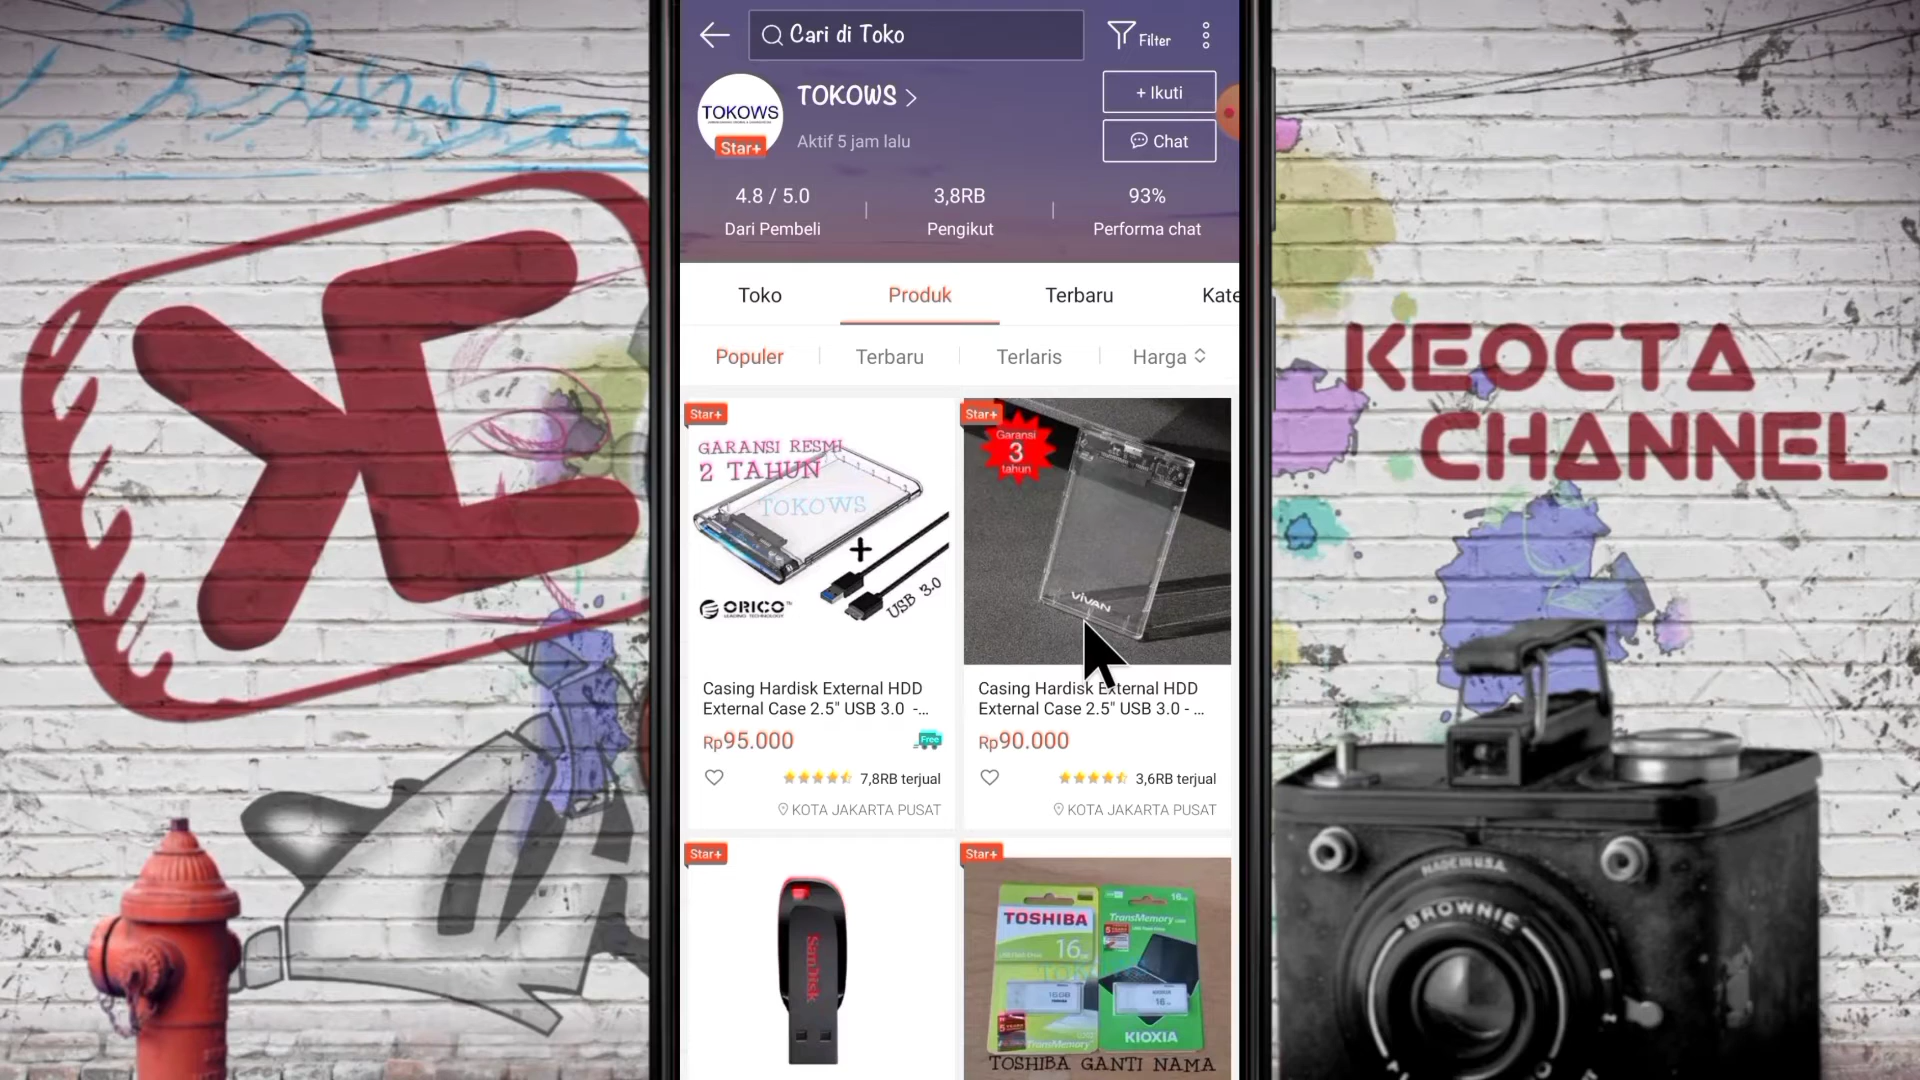 Cari di Toko
Filter
TOKOWS
TOKOWS
Star+
Aktif 5 jam lalu
+ Ikuti
Chat
4.8 / 5.0
Dari Pembeli
3,8RB
Pengikut
93%
Performa chat
Toko
Produk
Terbaru
Kate
Populer
Terbaru
Terlaris
Harga
Star+
GARANSI RESMI
2 TAHUN
TOKOWS
ORICO
USB 3.0
Casing Hardisk External HDD
External Case 2.5" USB 3.0 -...
Rp95.000
Free
7,8RB terjual
KOTA JAKARTA PUSAT
Star+
Garansi
3
tahun
VIVAN
Casing Hardisk External HDD
External Case 2.5" USB 3.0 - ...
Rp90.000
3,6RB terjual
KOTA JAKARTA PUSAT
Star+
SanDisk
Star+
TOSHIBA
16
TransMemory
16GB
TransMemory
KIOXIA
TOSHIBA GANTI NAMA
KEOCTA
CHANNEL
MADE IN U.S.A.
BROWNIE